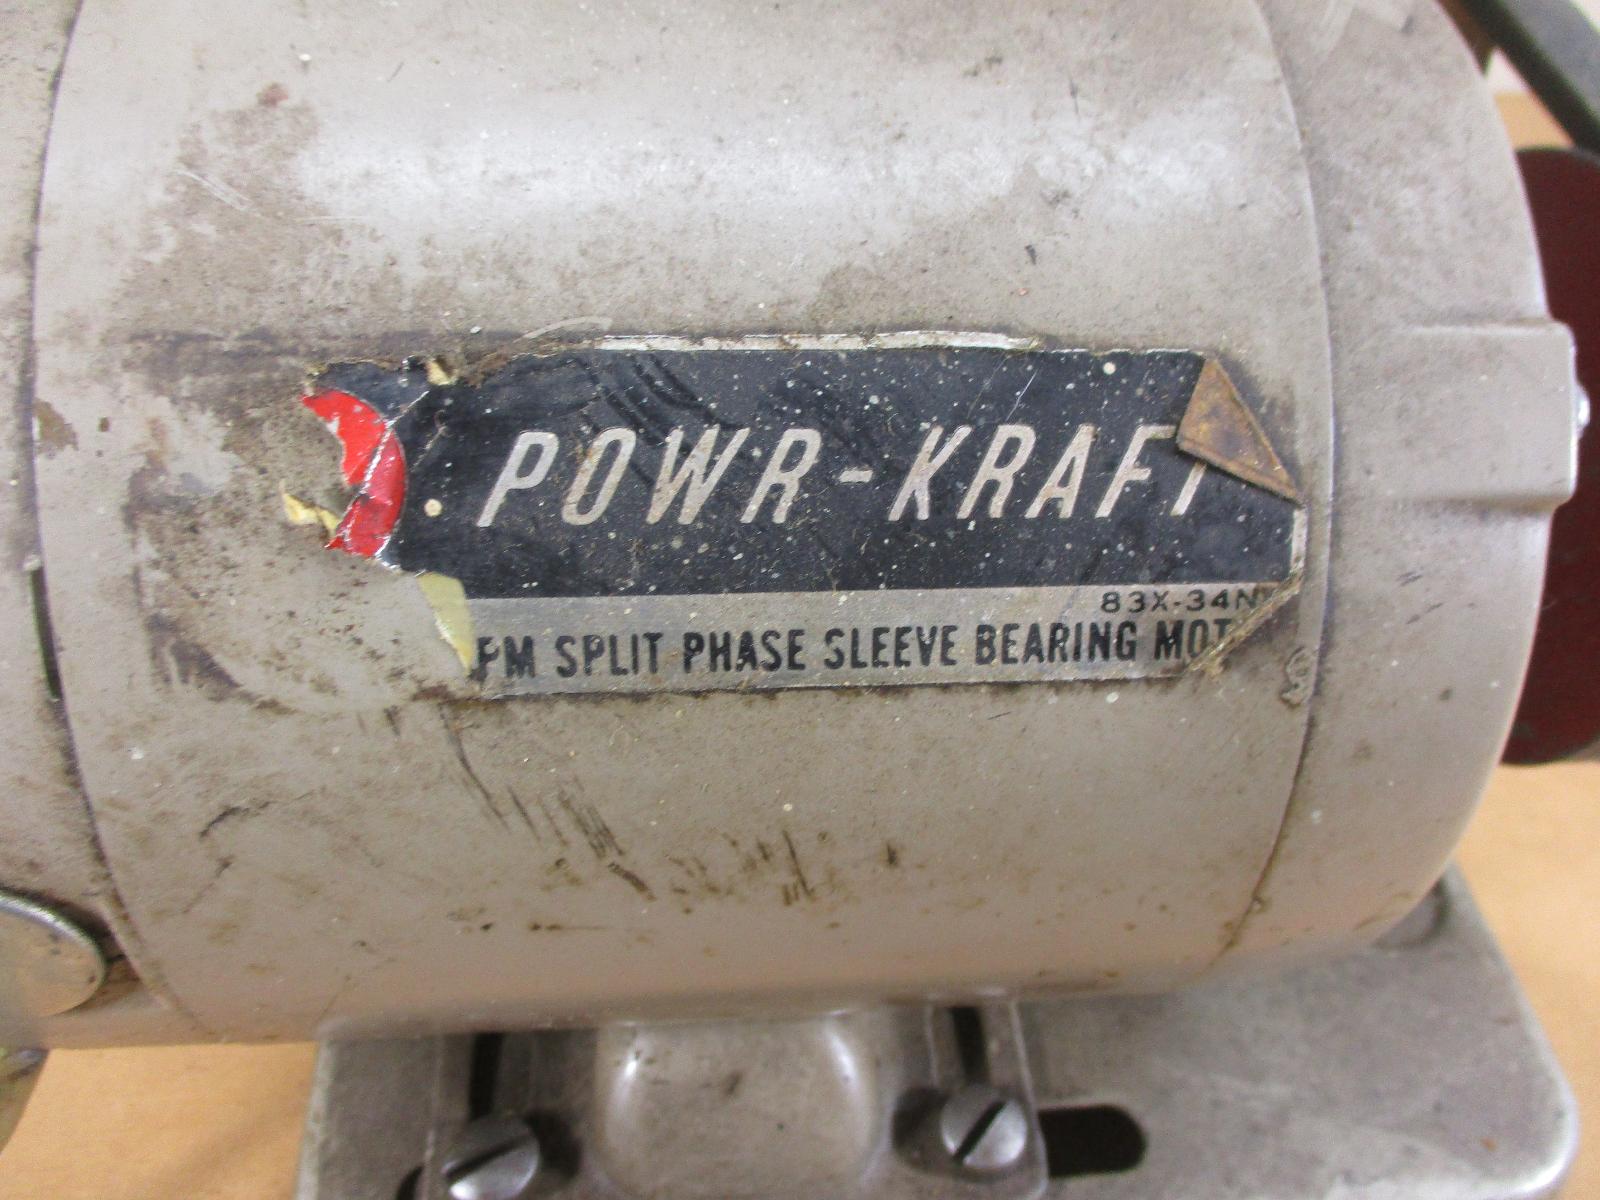 POWR-KRAFT
83X-34N
PM SPLIT PHASE SLEEVE BEARING MOT